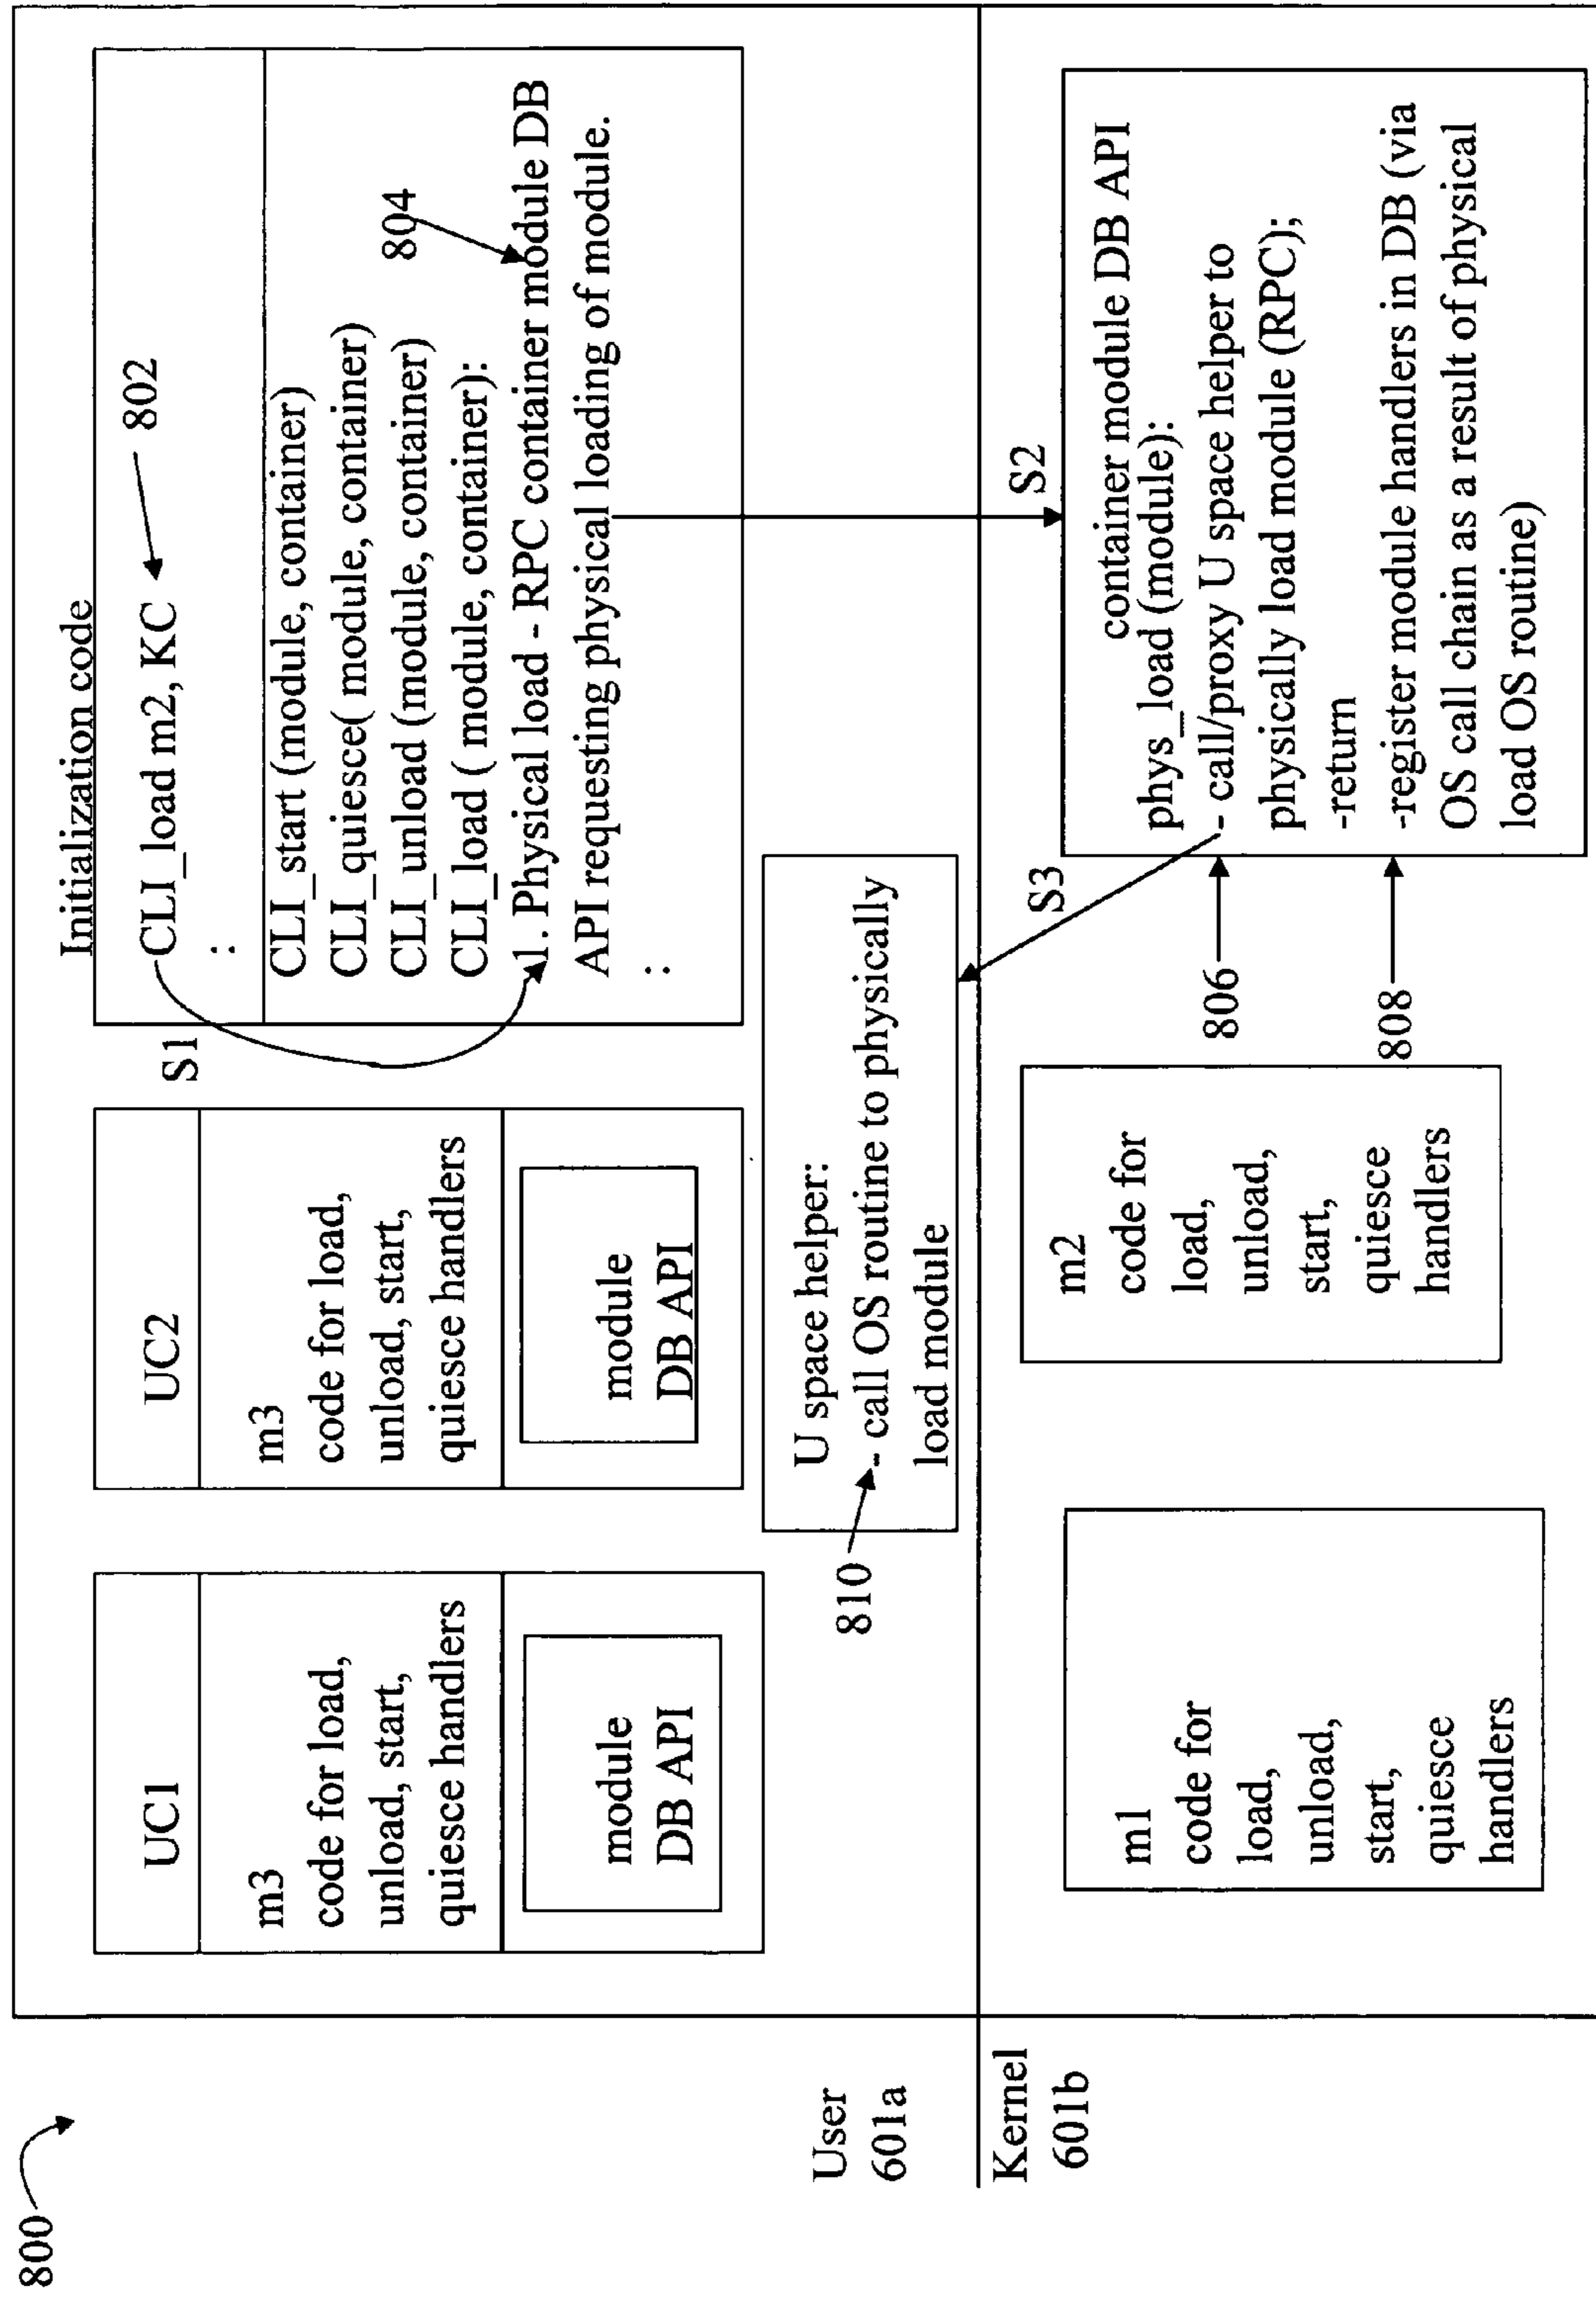 800
User
601a
Kernel
601b
UC1
m3
code for load,
unload, start,
quiesce handlers
module
DB API
UC2
m3
code for load,
unload, start,
quiesce handlers
module
DB API
S1
Initialization code
CLI_load m2, KC
802
:
CLI_start (module, container)
CLI_quiesce( module, container)
CLI_unload (module, container)
CLI_load ( module, container):
804
1. Physical load - RPC container module DB
API requesting physical loading of module.
:
810
U space helper:
- call OS routine to physically
load module
S2
S3
m1
code for
load,
unload,
start,
quiesce
handlers
m2
code for
load,
unload,
start,
quiesce
handlers
806
808
container module DB API
phys_load (module):
- call/proxy U space helper to
physically load module (RPC);
-return
-register module handlers in DB (via
OS call chain as a result of physical
load OS routine)